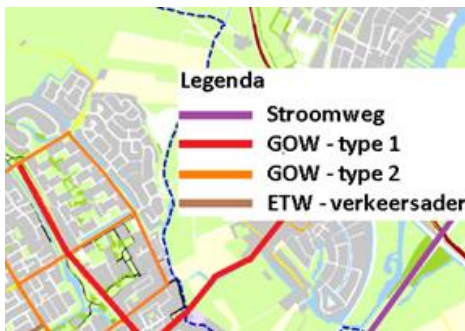 Legenda
Stroomweg
GOW - type 1
GOW - type 2
ETW - verkeersader